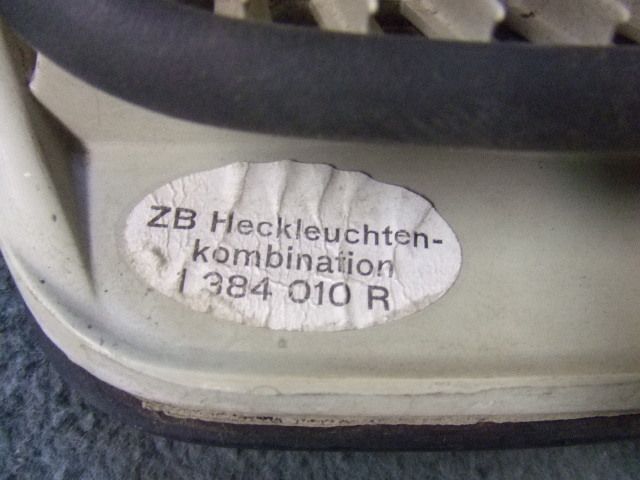 ZB Heckleuchten-
kombination
1 384 010 R